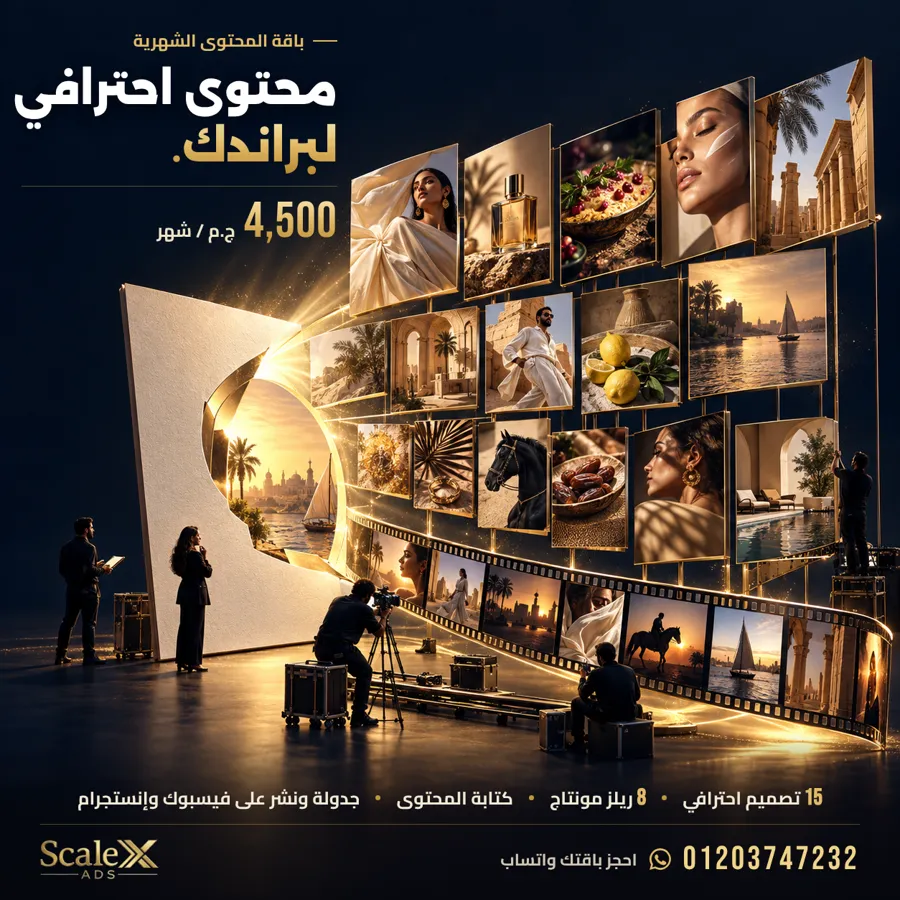 باقة المحتوى الشهرية
محتوى احترافي
لبراندك.
4,500 ج.م / شهر
15 تصميم احترافي • 8 ريلز مونتاج • كتابة المحتوى • جدولة ونشر على فيسبوك وإنستجرام
احجز باقتك واتساب 01203747232
ScaleX
ADS